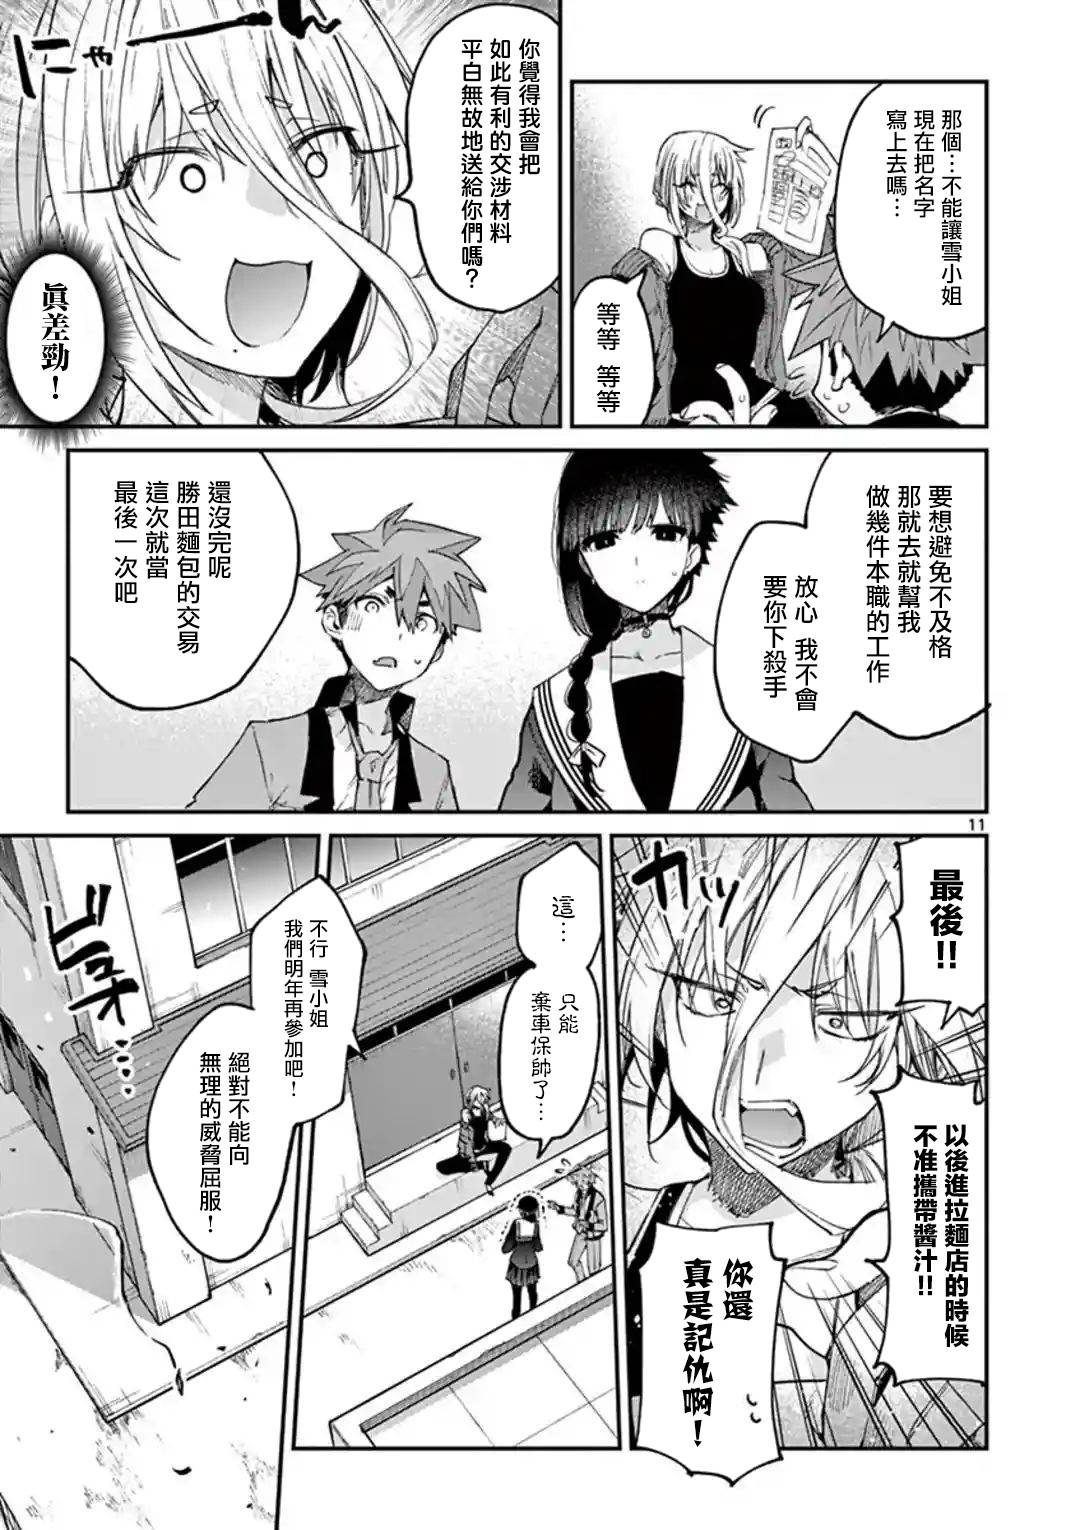 那個…不能讓雪小姐
現在把名字
寫上去嗎…
等等 等等
你覺得我會把
如此有利的交涉材料
平白無故地送給你們嗎？
にゃーーん
真差勁！
要想避免不及格
那就去就幫我
做幾件本職的工作
放心 我不會
要你下殺手
還沒完呢
勝田麵包的交易
這次就當
最後一次吧
11
最後!!
カッ
以後進拉麵店的時候
不准攜帶醬汁!!
你還
真是記仇啊！
這…
只能
棄車保帥了…
不行 雪小姐
我們明年再參加吧！
絕對不能向
無理的威脅屈服！
ビュオ…